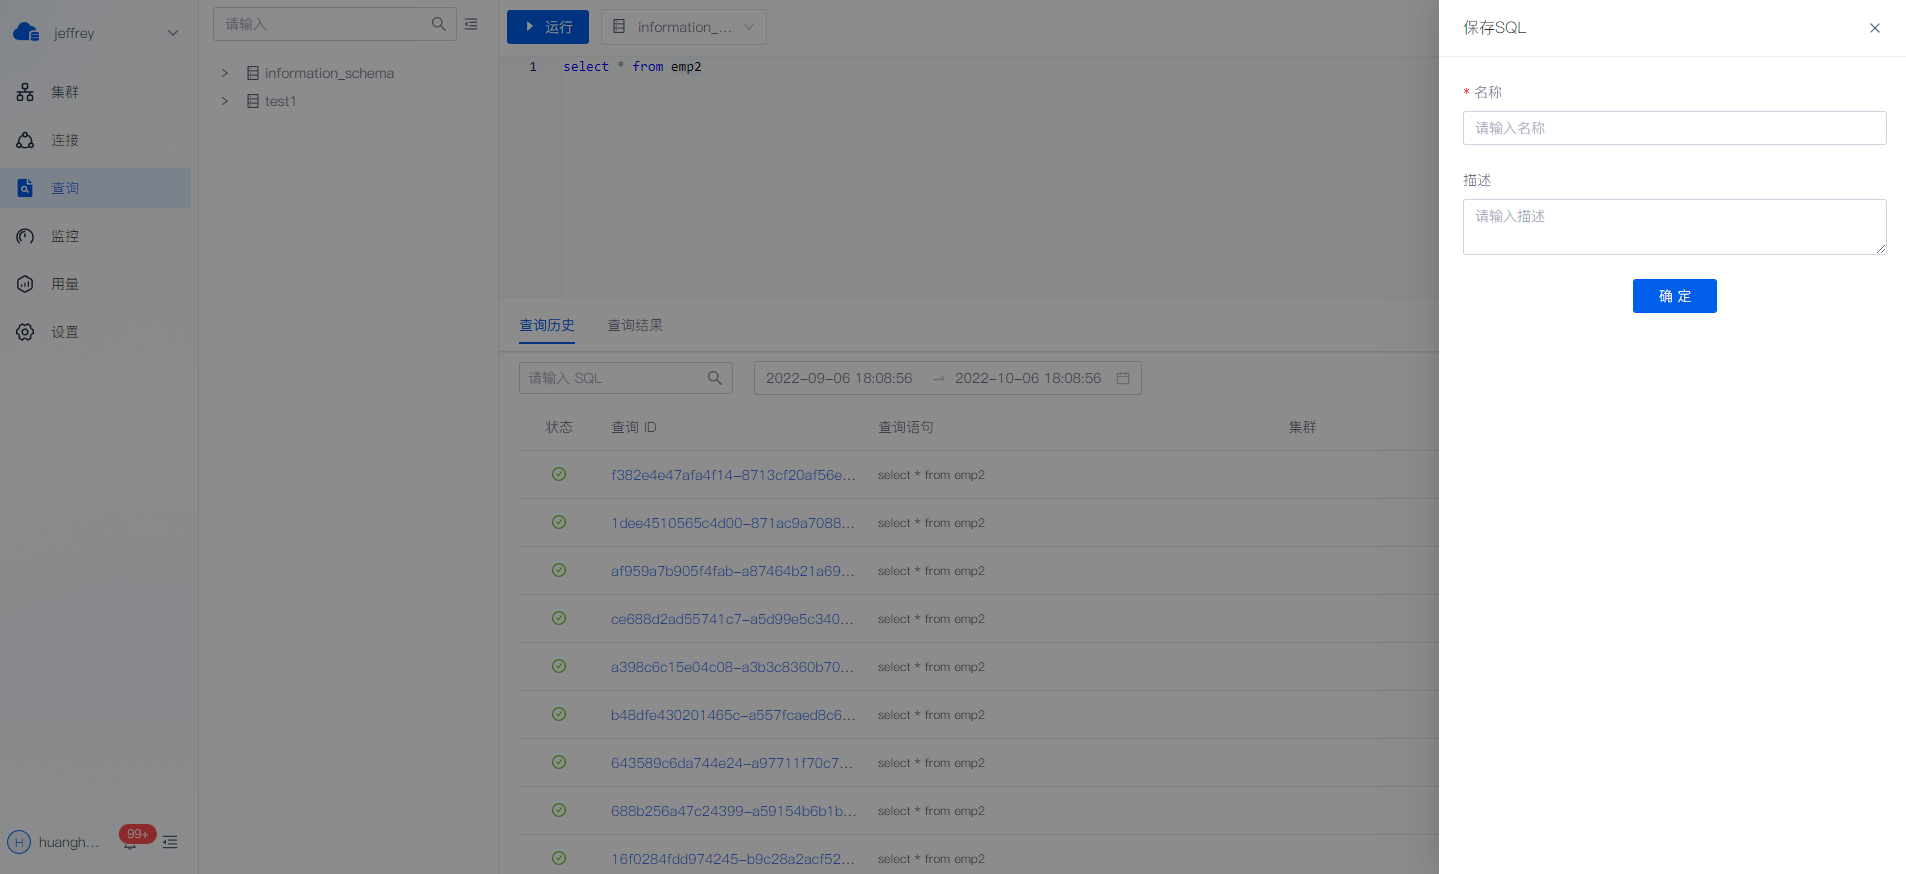 jeffrey
集群
连接
查询
监控
用量
设置
huangh...
99+
请输入
information_schema
test1
运行
information_...
1 select * from emp2
查询历史 查询结果
请输入 SQL
2022-09-06 18:08:56 → 2022-10-06 18:08:56
状态 查询 ID 查询语句 集群
f382e4e47afa4f14-8713cf20af56e... select * from emp2
1dee4510565c4d00-871ac9a7088... select * from emp2
af959a7b905f4fab-a87464b21a69... select * from emp2
ce688d2ad55741c7-a5d99e5c340... select * from emp2
a398c6c15e04c08-a3b3c8360b70... select * from emp2
b48dfe430201465c-a557fcaed8c6... select * from emp2
643589c6da744e24-a97711f70c7... select * from emp2
688b256a47c24399-a59154b6b1b... select * from emp2
16f0284fdd974245-b9c28a2acf52... select * from emp2
保存SQL
* 名称
请输入名称
描述
请输入描述
确 定